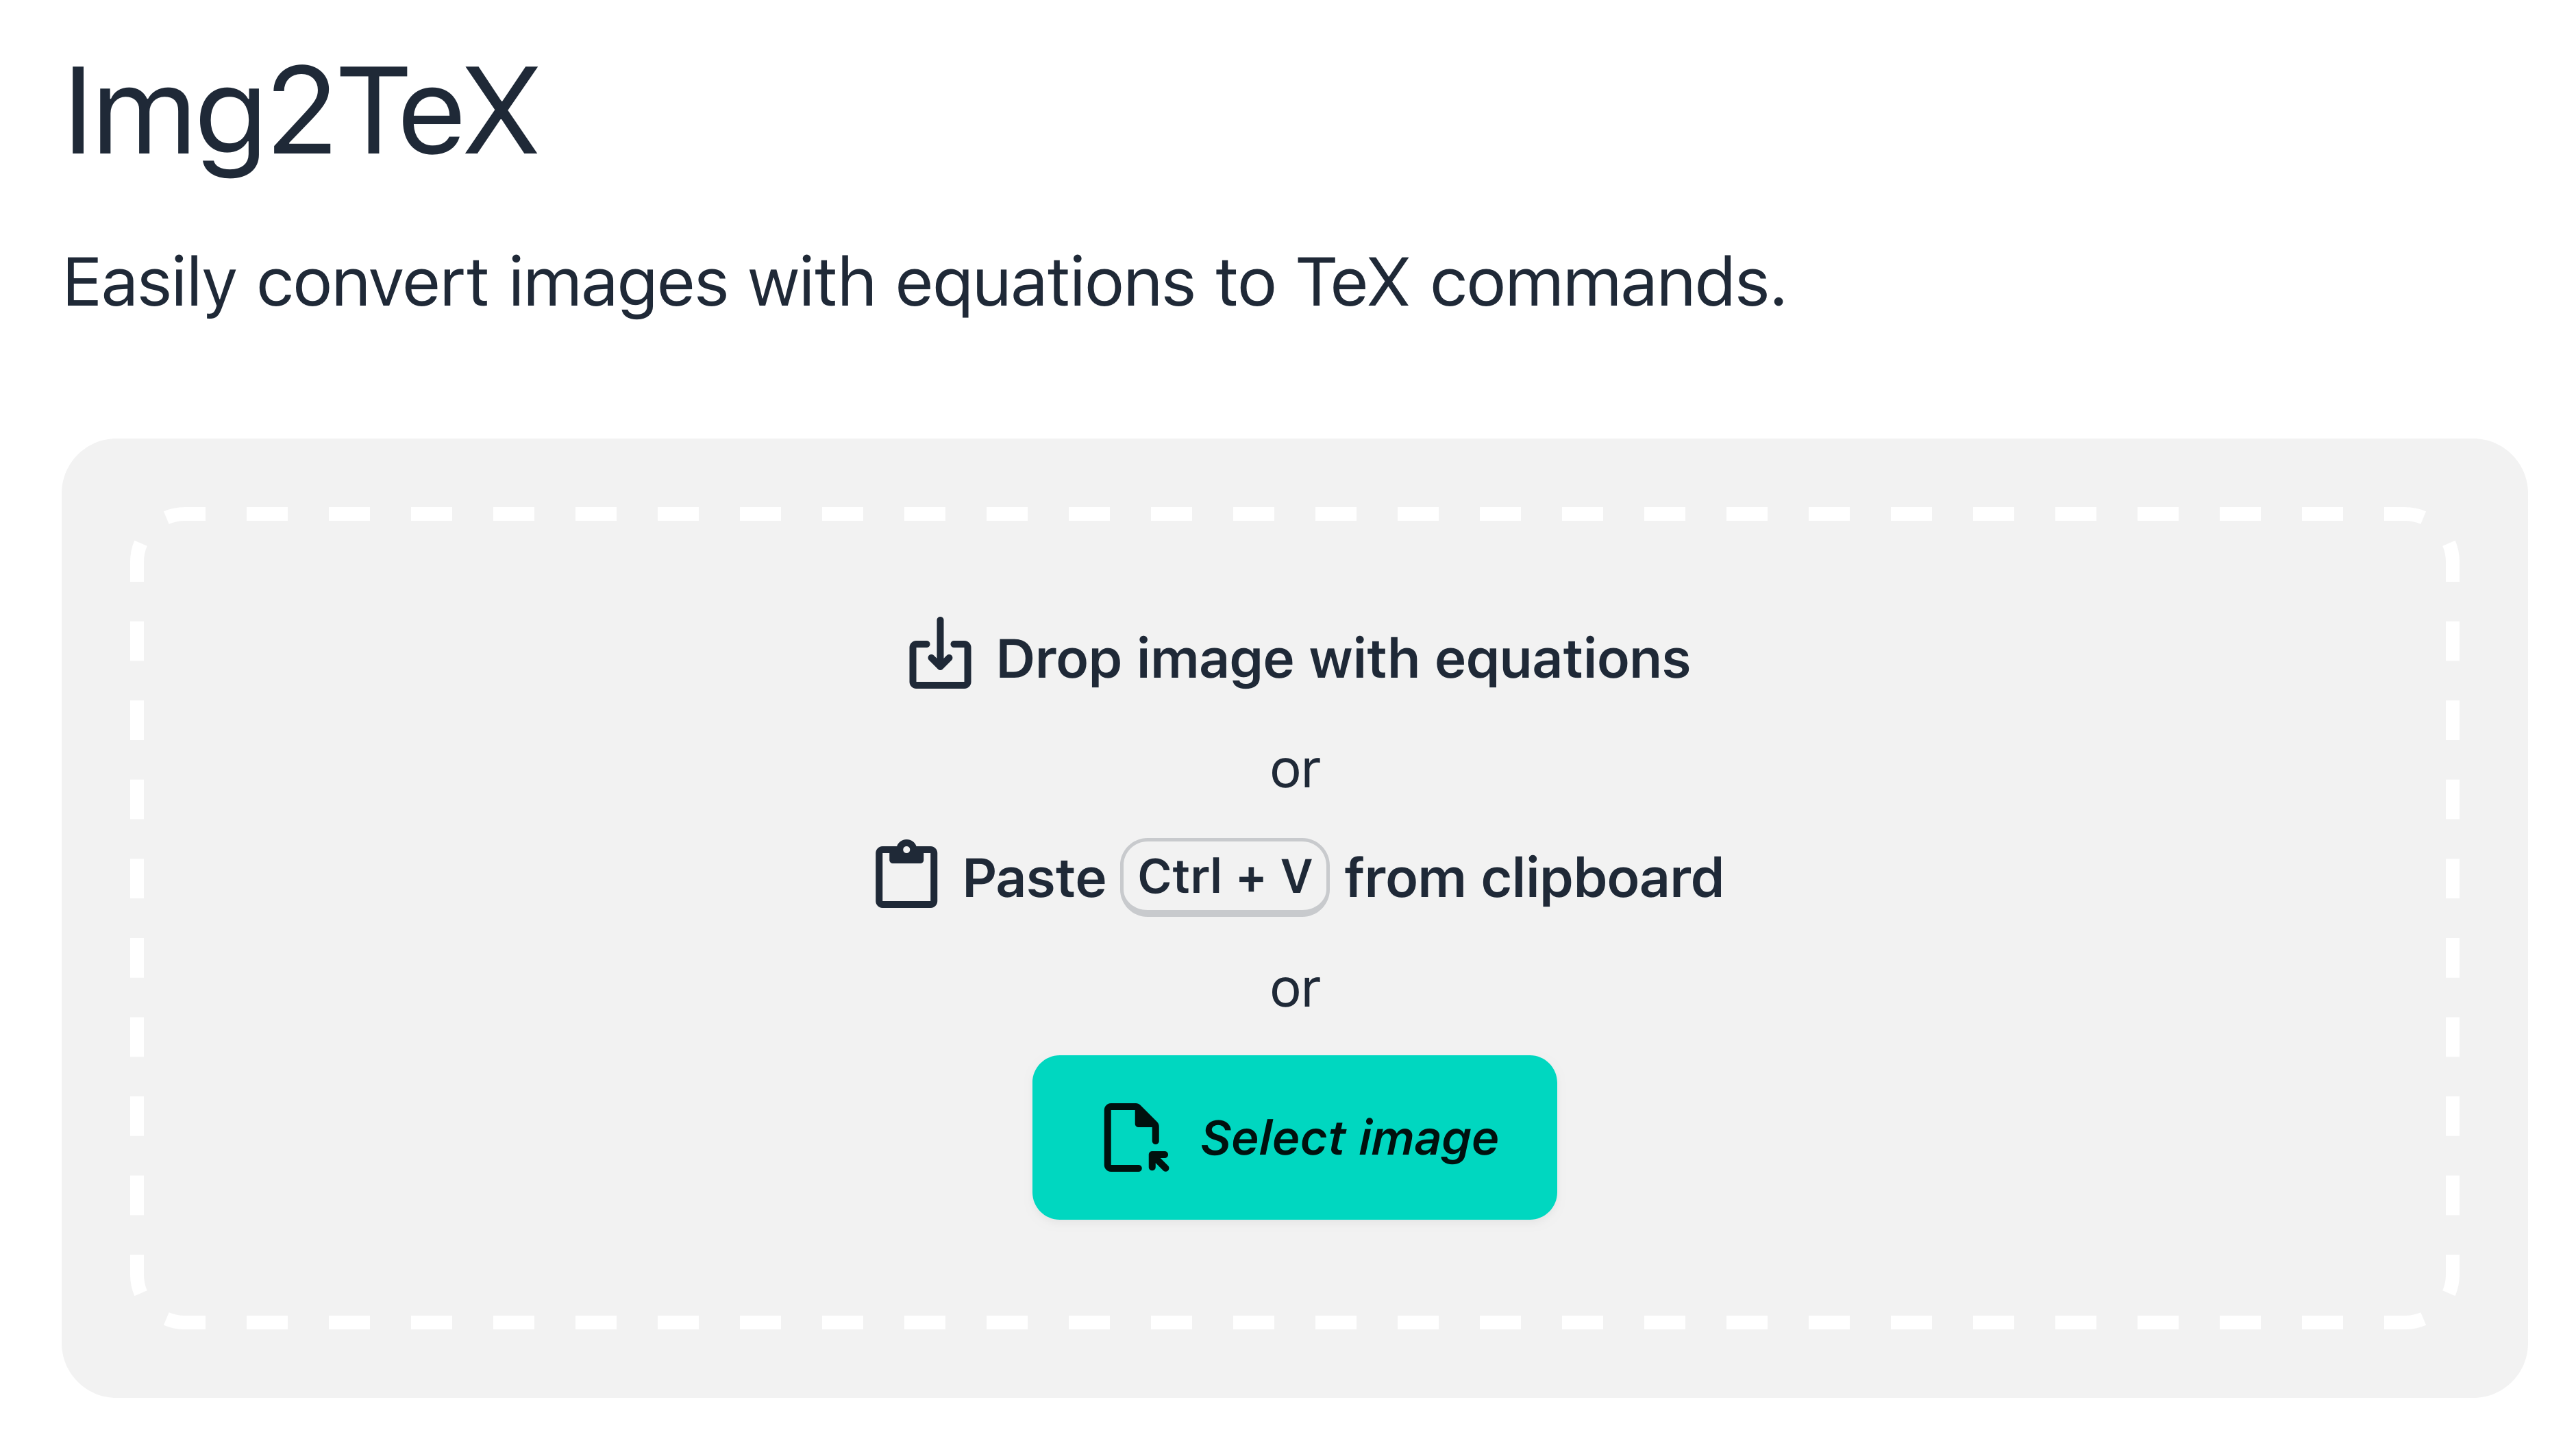 Img2TeX
Easily convert images with equations to TeX commands.
Drop image with equations
or
Paste Ctrl + V from clipboard
or
Select image